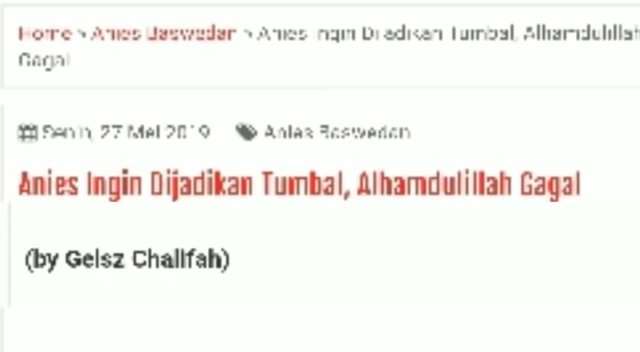 Home » Anies Baswedan » Anies Ingin Dijadikan Tumbal, Alhamdulillah
Gagal
Senin, 27 Mei 2019 Anies Baswedan
Anies Ingin Dijadikan Tumbal, Alhamdulillah Gagal
(by Geisz Chalifah)